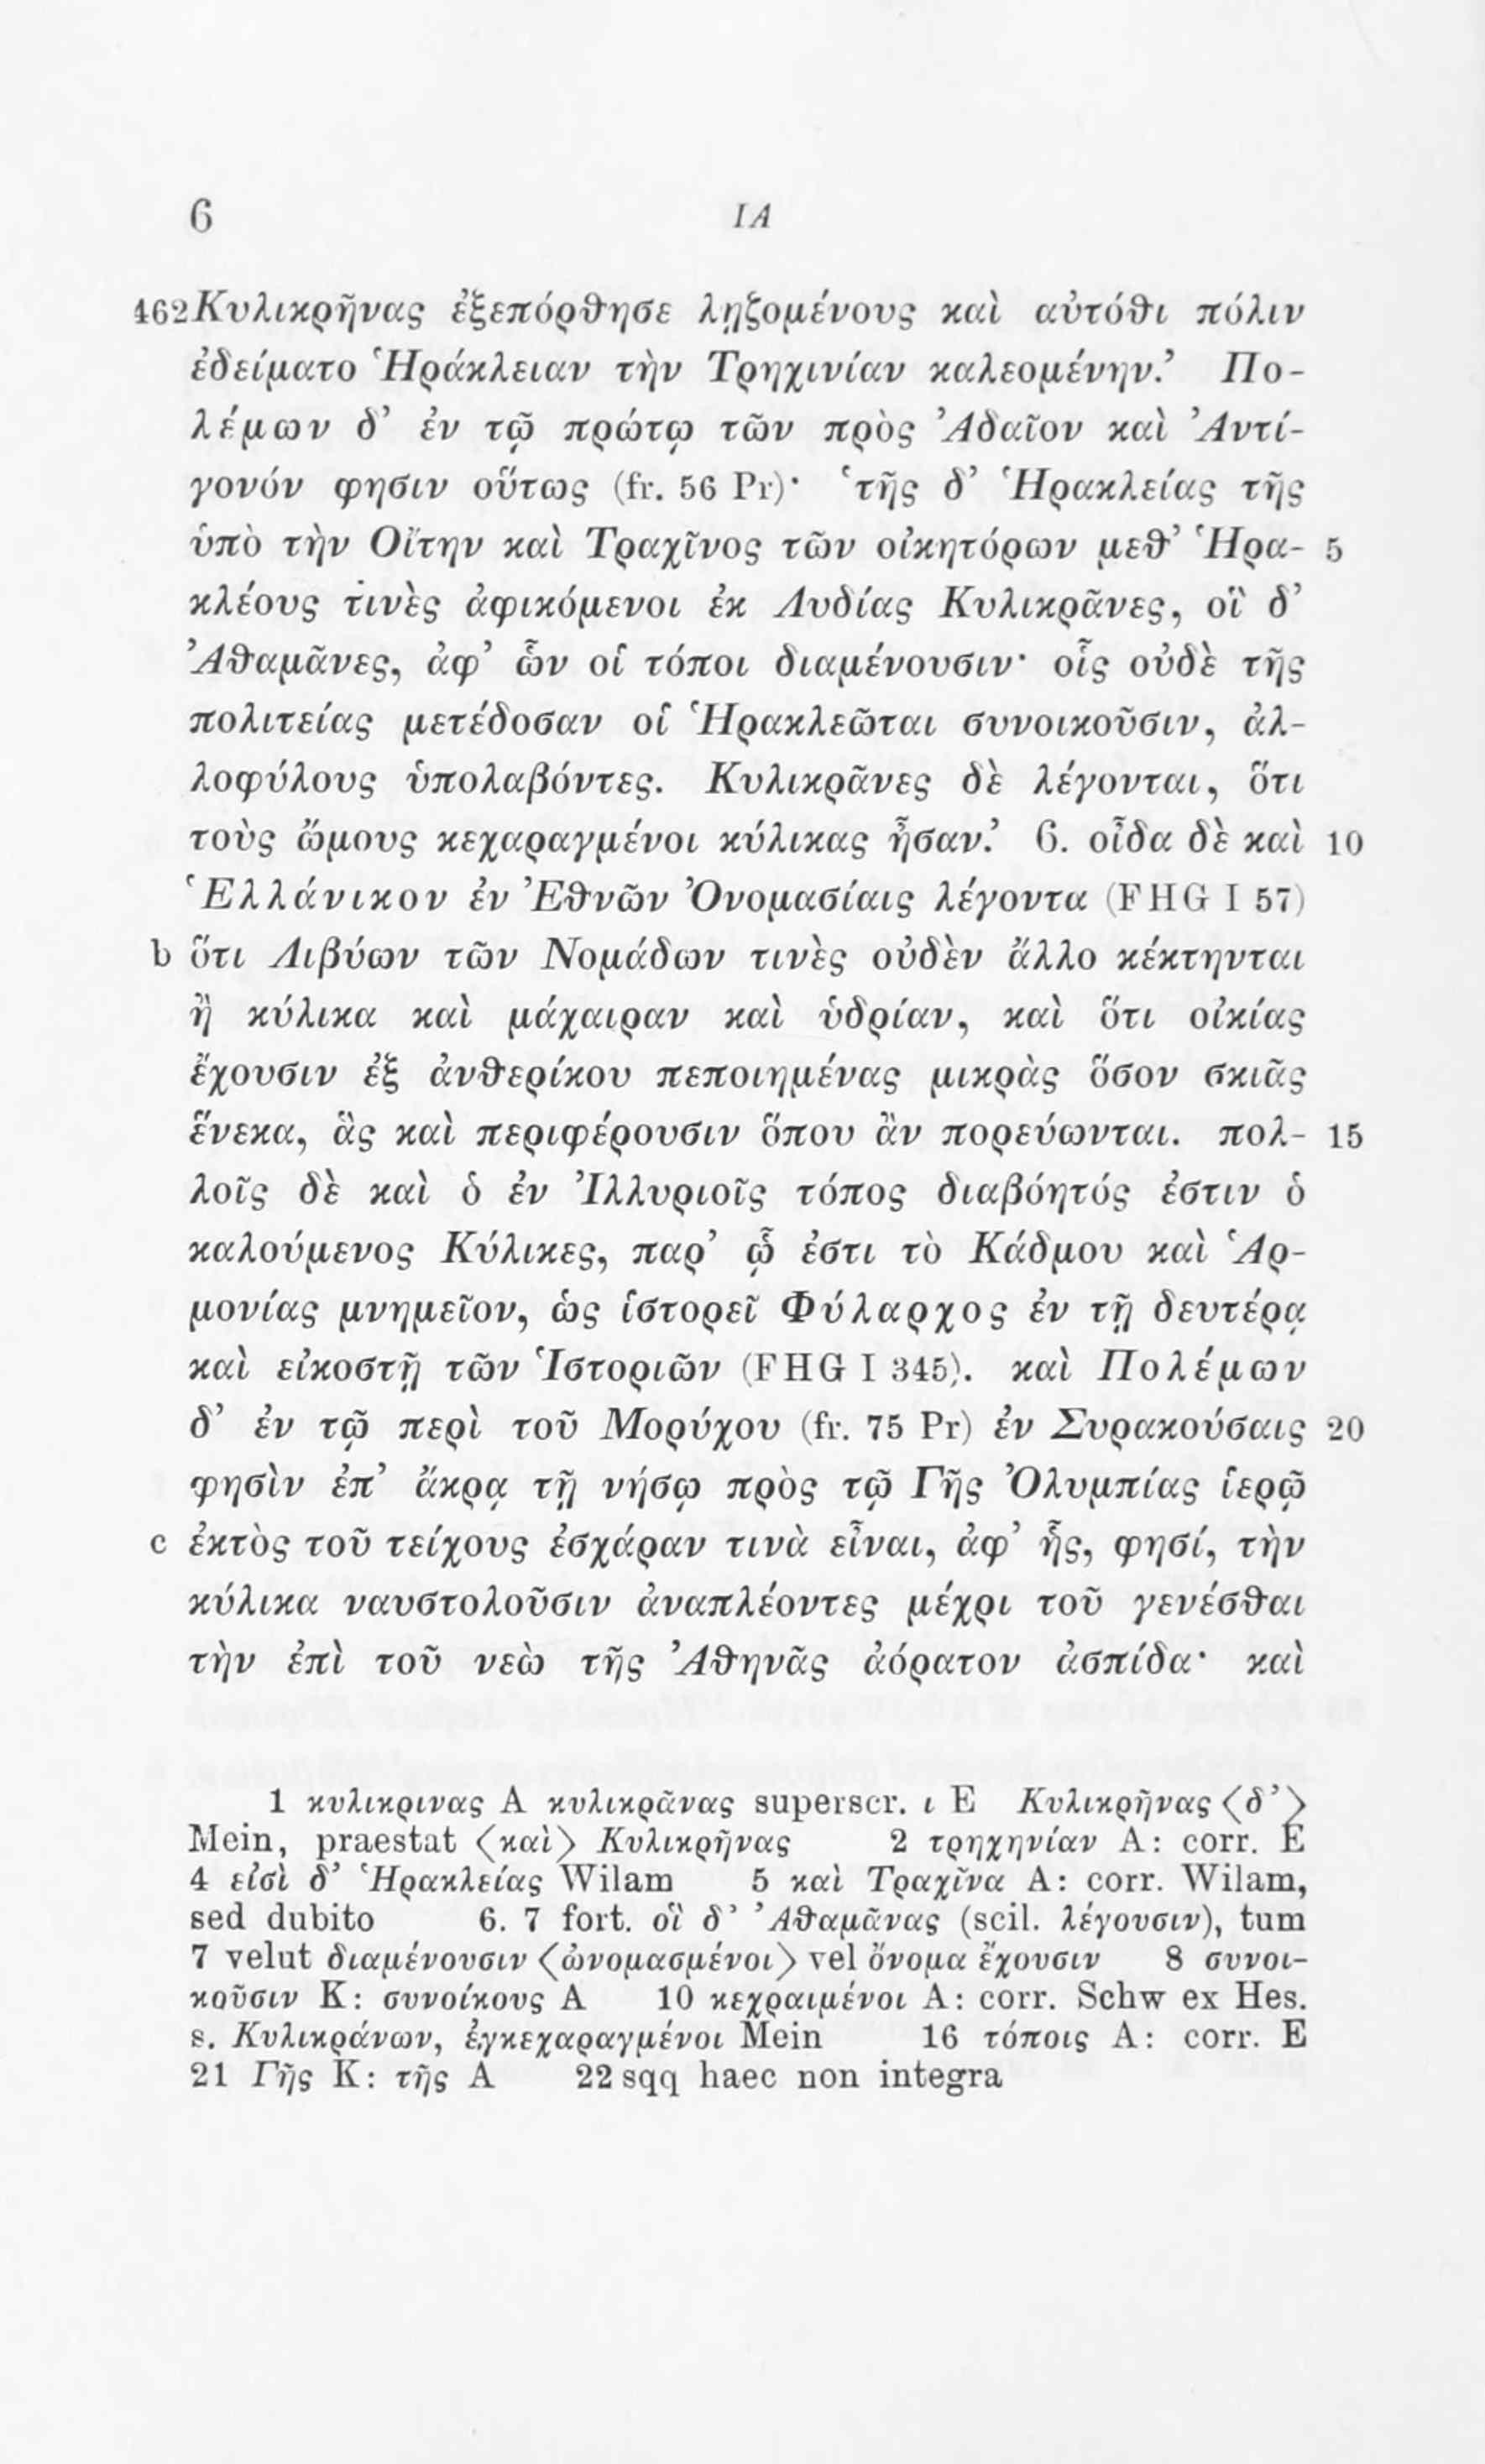 6 ΙΑ
462 Κυλικρῆνας ἐξεπόρθησε ληζομένους καὶ αὐτόθι πόλιν
ἐδείματο Ἡράκλειαν τὴν Τρηχινίαν καλεομένην.’ Πο-
λέμων δ’ ἐν τῷ πρώτῳ τῶν πρὸς Ἀδαῖον καὶ Ἀντί-
γονόν φησιν οὕτως (fr. 56 Pr)· ‘τῆς δ’ Ἡρακλείας τῆς
ὑπὸ τὴν Οἴτην καὶ Τραχῖνος τῶν οἰκητόρων μεθ’ Ἡρα- 5
κλέους τινὲς ἀφικόμενοι ἐκ Λυδίας Κυλικρᾶνες, οἳ δ’
Ἀθαμᾶνες, ἀφ’ ὧν οἱ τόποι διαμένουσιν· οἷς οὐδὲ τῆς
πολιτείας μετέδοσαν οἱ Ἡρακλεῶται συνοικοῦσιν, ἀλ-
λοφύλους ὑπολαβόντες. Κυλικρᾶνες δὲ λέγονται, ὅτι
τοὺς ὤμους κεχαραγμένοι κύλικας ἦσαν.’ 6. οἶδα δὲ καὶ 10
Ἑλλάνικον ἐν Ἐθνῶν Ὀνομασίαις λέγοντα (FHG I 57)
b ὅτι Λιβύων τῶν Νομάδων τινὲς οὐδὲν ἄλλο κέκτηνται
ἢ κύλικα καὶ μάχαιραν καὶ ὑδρίαν, καὶ ὅτι οἰκίας
ἔχουσιν ἐξ ἀνθερίκου πεποιημένας μικρὰς ὅσον σκιᾶς
ἕνεκα, ἃς καὶ περιφέρουσιν ὅπου ἂν πορεύωνται. πολ- 15
λοῖς δὲ καὶ ὁ ἐν Ἰλλυριοῖς τόπος διαβόητός ἐστιν ὁ
καλούμενος Κύλικες, παρ’ ᾧ ἐστι τὸ Κάδμου καὶ Ἁρ-
μονίας μνημεῖον, ὡς ἱστορεῖ Φύλαρχος ἐν τῇ δευτέρᾳ
καὶ εἰκοστῇ τῶν Ἱστοριῶν (FHG I 345). καὶ Πολέμων
δ’ ἐν τῷ περὶ τοῦ Μορύχου (fr. 75 Pr) ἐν Συρακούσαις 20
φησὶν ἐπ’ ἄκρᾳ τῇ νήσῳ πρὸς τῷ Γῆς Ὀλυμπίας ἱερῷ
c ἐκτὸς τοῦ τείχους ἐσχάραν τινὰ εἶναι, ἀφ’ ἧς, φησί, τὴν
κύλικα ναυστολοῦσιν ἀναπλέοντες μέχρι τοῦ γενέσθαι
τὴν ἐπὶ τοῦ νεὼ τῆς Ἀθηνᾶς ἀόρατον ἀσπίδα· καὶ
1 κυλικρινας A κυλικρᾶνας superscr. ι E Κυλικρῆνας ⟨δ’⟩
Mein, praestat ⟨καὶ⟩ Κυλικρῆνας 2 τρηχηνίαν A: corr. E
4 εἰσὶ δ’ Ἡρακλείας Wilam 5 καὶ Τραχῖνα A: corr. Wilam,
sed dubito 6. 7 fort. οἳ δ’ Ἀθαμᾶνας (scil. λέγουσιν), tum
7 velut διαμένουσιν ⟨ὠνομασμένοι⟩ vel ὄνομα ἔχουσιν 8 συνοι-
κοῦσιν K: συνοίκους A 10 κεχραιμένοι A: corr. Schw ex Hes.
s. Κυλικράνων, ἐγκεχαραγμένοι Mein 16 τόποις A: corr. E
21 Γῆς K: τῆς A 22 sqq haec non integra